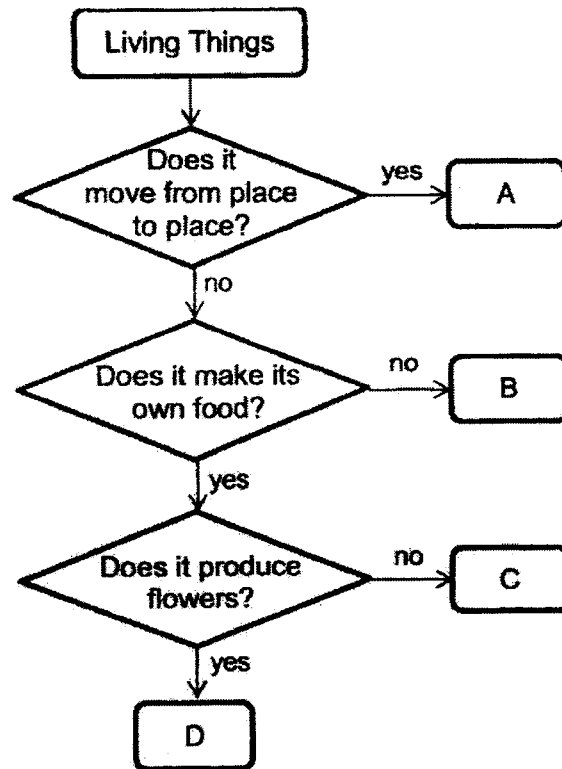 Living Things
Does it
move from place
to place?
yes
A
no
Does it make its
own food?
no
B
yes
Does it produce
flowers?
no
C
yes
D